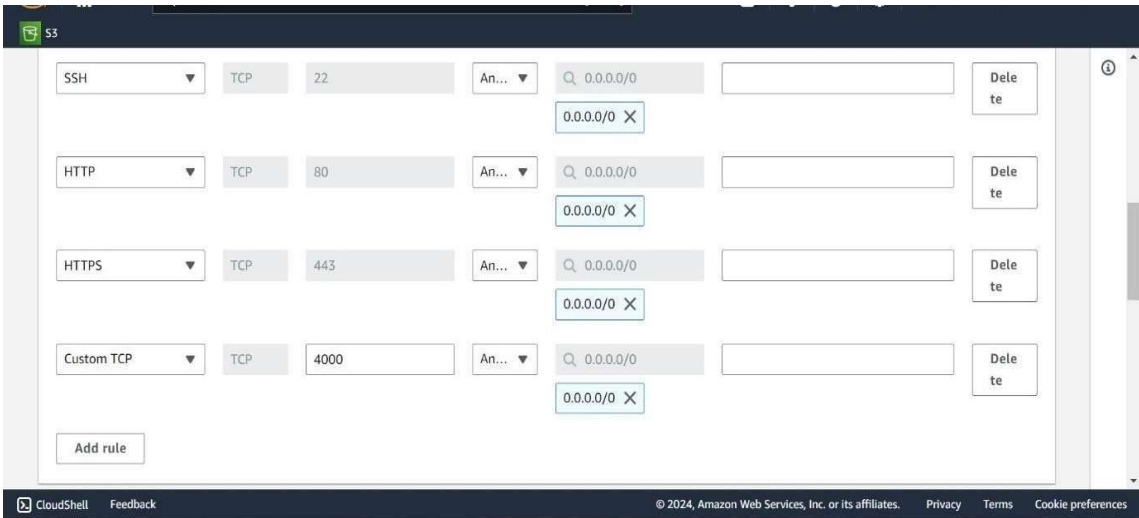 S3
SSH TCP 22 An... 0.0.0.0/0 Dele
te
0.0.0.0/0
HTTP TCP 80 An... 0.0.0.0/0 Dele
te
0.0.0.0/0
HTTPS TCP 443 An... 0.0.0.0/0 Dele
te
0.0.0.0/0
Custom TCP TCP 4000 An... 0.0.0.0/0 Dele
te
0.0.0.0/0
Add rule
CloudShell Feedback © 2024, Amazon Web Services, Inc. or its affiliates. Privacy Terms Cookie preferences